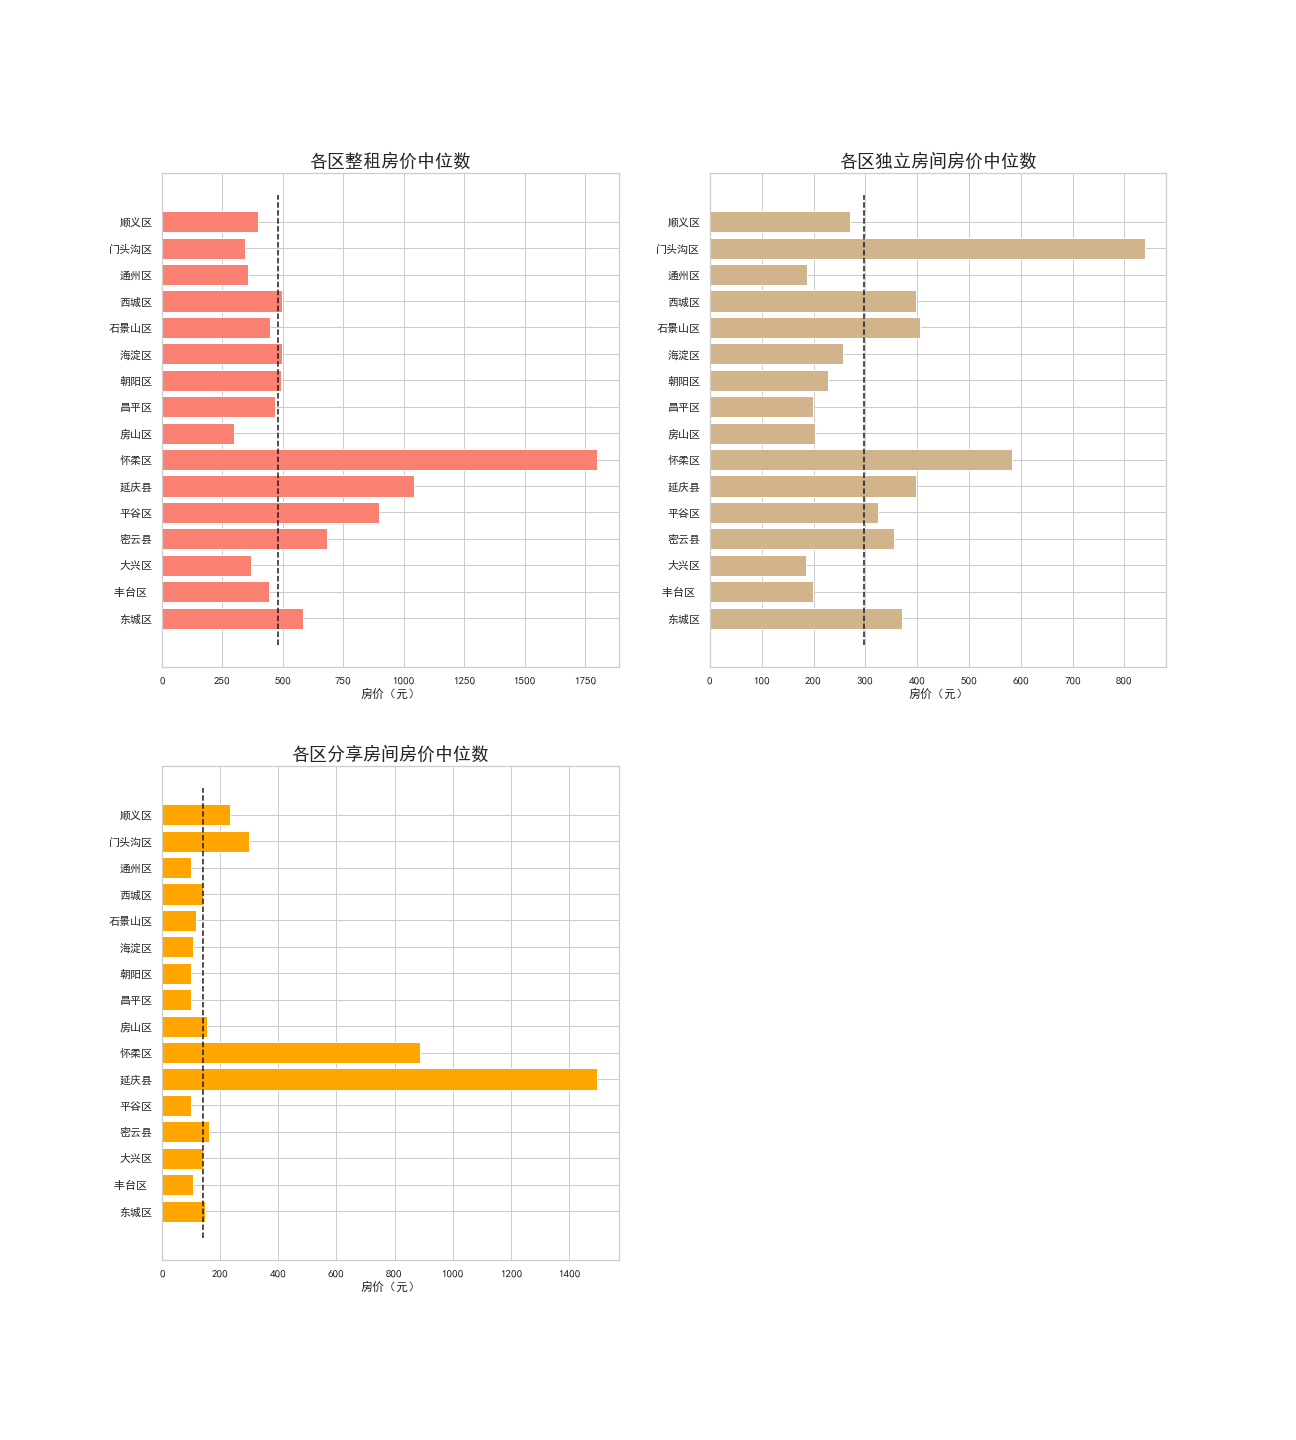 各区整租房价中位数
顺义区
门头沟区
通州区
西城区
石景山区
海淀区
朝阳区
昌平区
房山区
怀柔区
延庆县
平谷区
密云县
大兴区
丰台区
东城区
0 250 500 750 1000 1250 1500 1750
房价（元）
各区独立房间房价中位数
顺义区
门头沟区
通州区
西城区
石景山区
海淀区
朝阳区
昌平区
房山区
怀柔区
延庆县
平谷区
密云县
大兴区
丰台区
东城区
0 100 200 300 400 500 600 700 800
房价（元）
各区分享房间房价中位数
顺义区
门头沟区
通州区
西城区
石景山区
海淀区
朝阳区
昌平区
房山区
怀柔区
延庆县
平谷区
密云县
大兴区
丰台区
东城区
0 200 400 600 800 1000 1200 1400
房价（元）